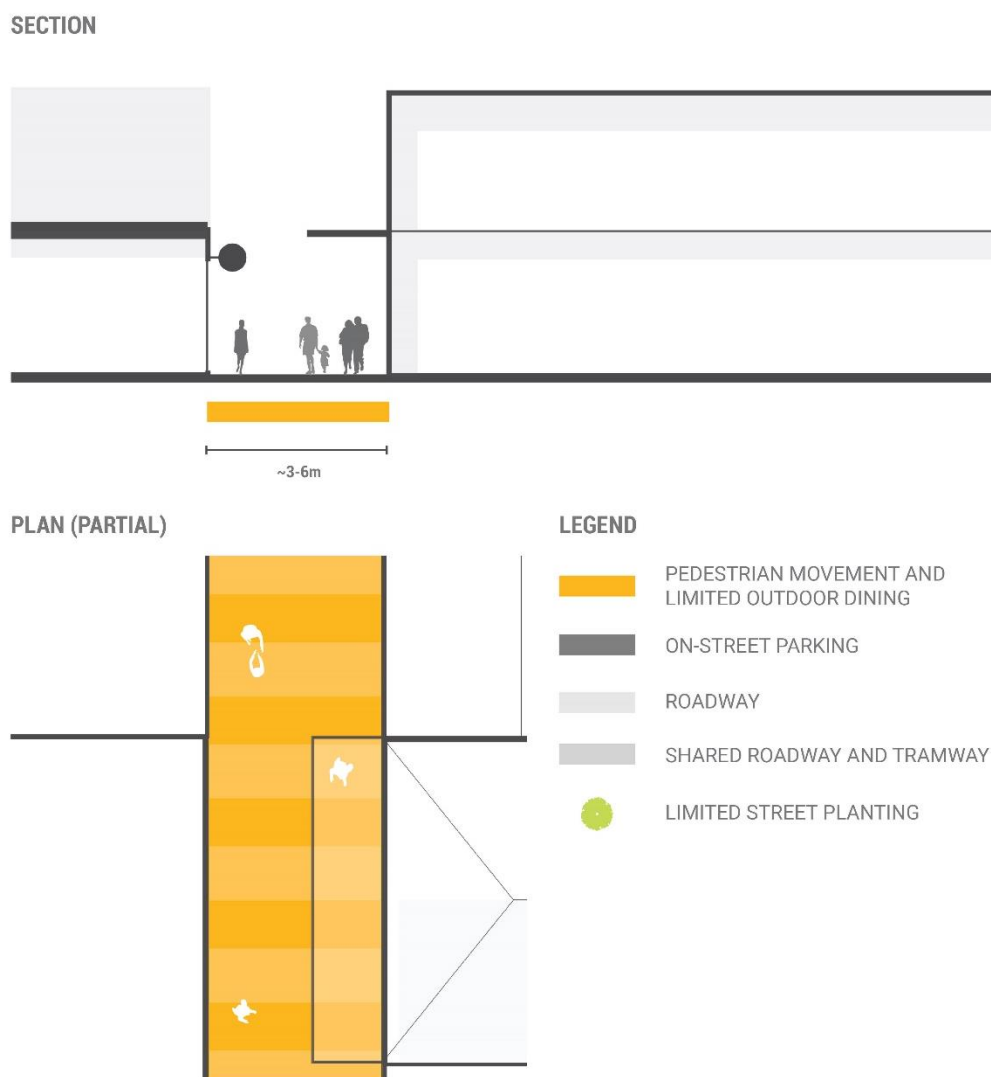 SECTION
~3-6m
PLAN (PARTIAL)
LEGEND
PEDESTRIAN MOVEMENT AND
LIMITED OUTDOOR DINING
ON-STREET PARKING
ROADWAY
SHARED ROADWAY AND TRAMWAY
LIMITED STREET PLANTING